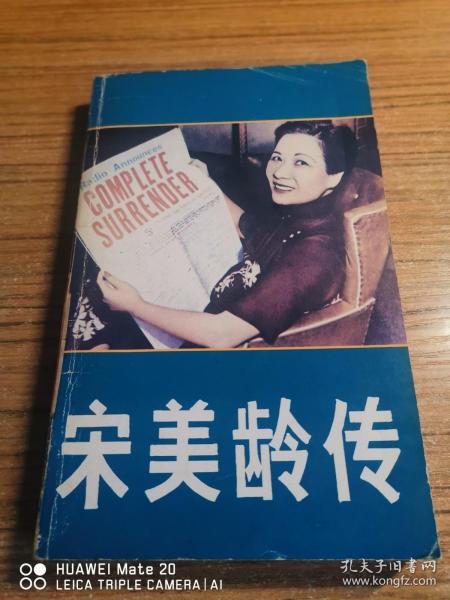 Radio Announces
COMPLETE
SURRENDER
宋美龄传
HUAWEI Mate 20
LEICA TRIPLE CAMERA | AI
孔夫子旧书网
www.kongfz.com